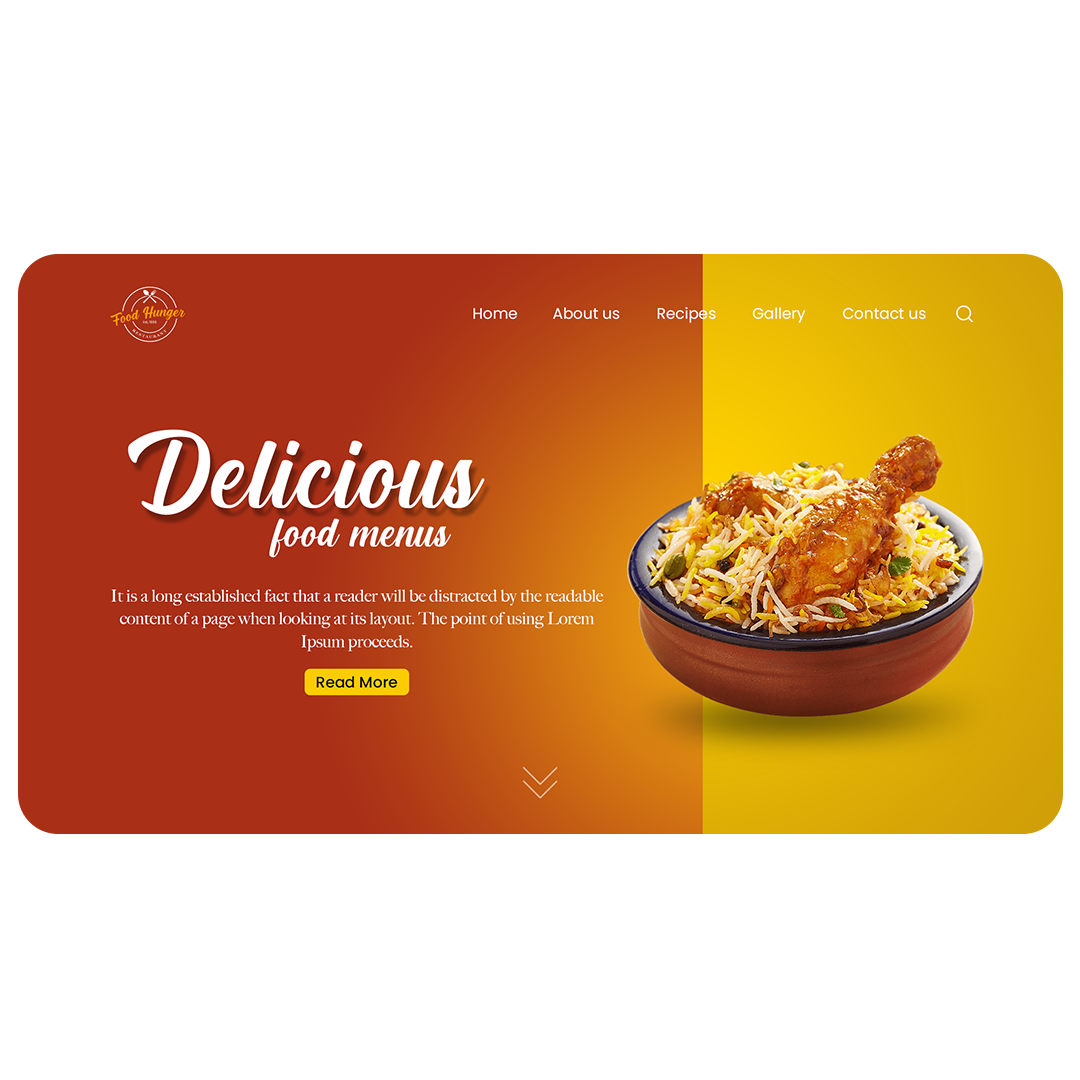 Food Hunger
RESTAURANT
Home About us Recipes Gallery Contact us
Delicious
food menus
It is a long established fact that a reader will be distracted by the readable
content of a page when looking at its layout. The point of using Lorem
Ipsum proceeds.
Read More